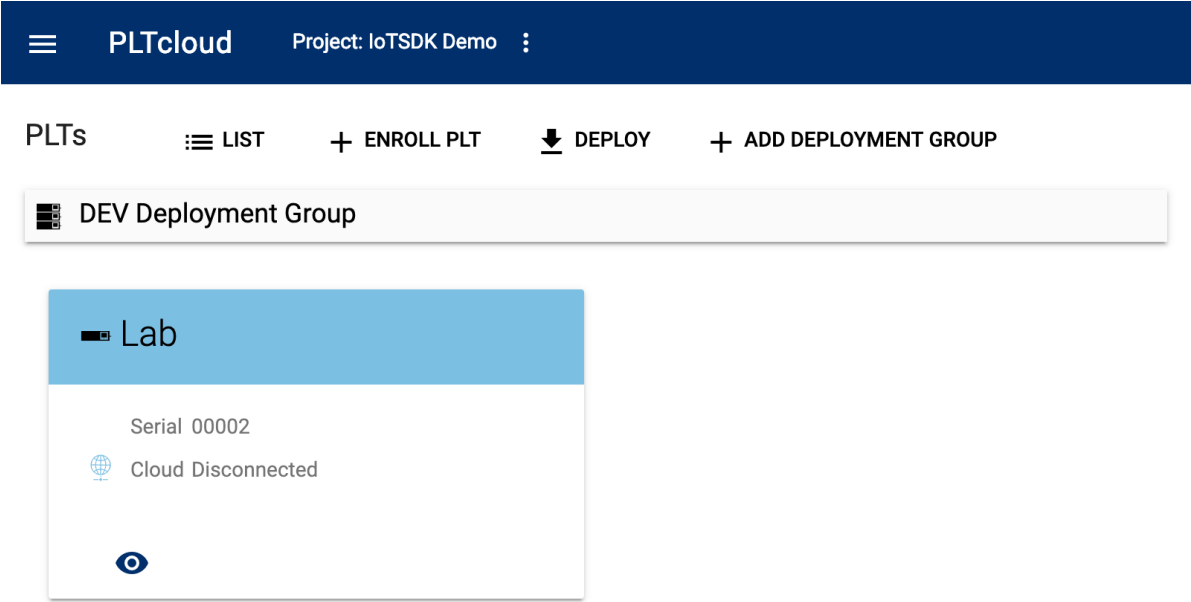 PLTcloud Project: IoTSDK Demo
PLTs LIST ENROLL PLT DEPLOY ADD DEPLOYMENT GROUP
DEV Deployment Group
Lab
Serial 00002
Cloud Disconnected